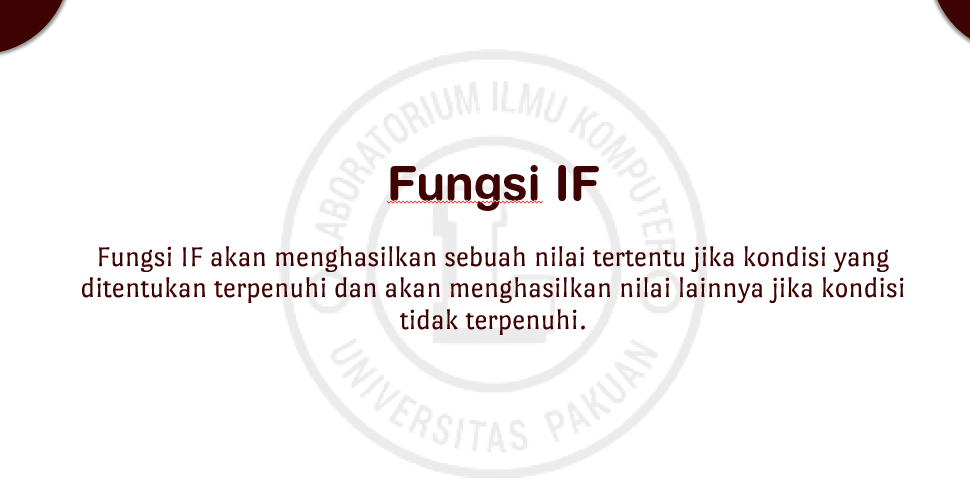 LABORATORIUM ILMU KOMPUTER
Fungsi IF
Fungsi IF akan menghasilkan sebuah nilai tertentu jika kondisi yang
ditentukan terpenuhi dan akan menghasilkan nilai lainnya jika kondisi
tidak terpenuhi.
UNIVERSITAS PAKUAN